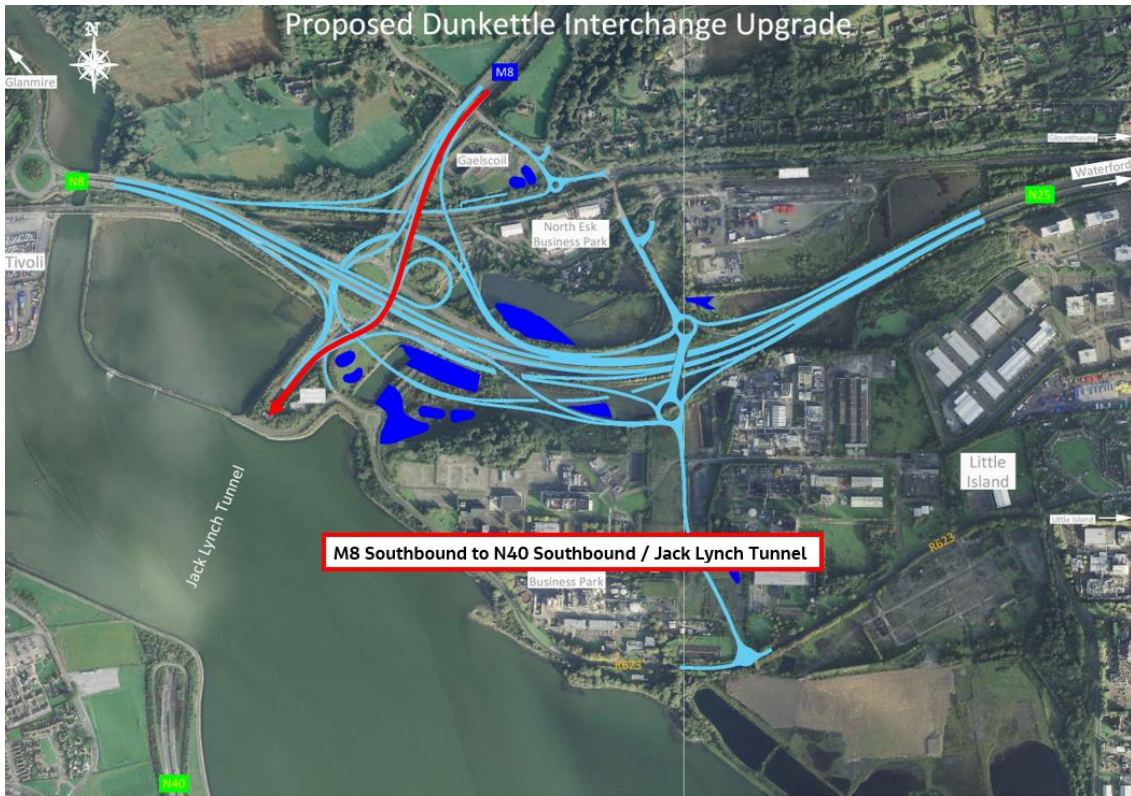 Proposed Dunkettle Interchange Upgrade
N
Glanmire
M8
Glounthaune
Gaelscoil
Waterford
N8
N25
North Esk
Business Park
Tivoli
Little
Island
Jack Lynch Tunnel
Little Island
R623
M8 Southbound to N40 Southbound / Jack Lynch Tunnel
Business Park
R623
N40